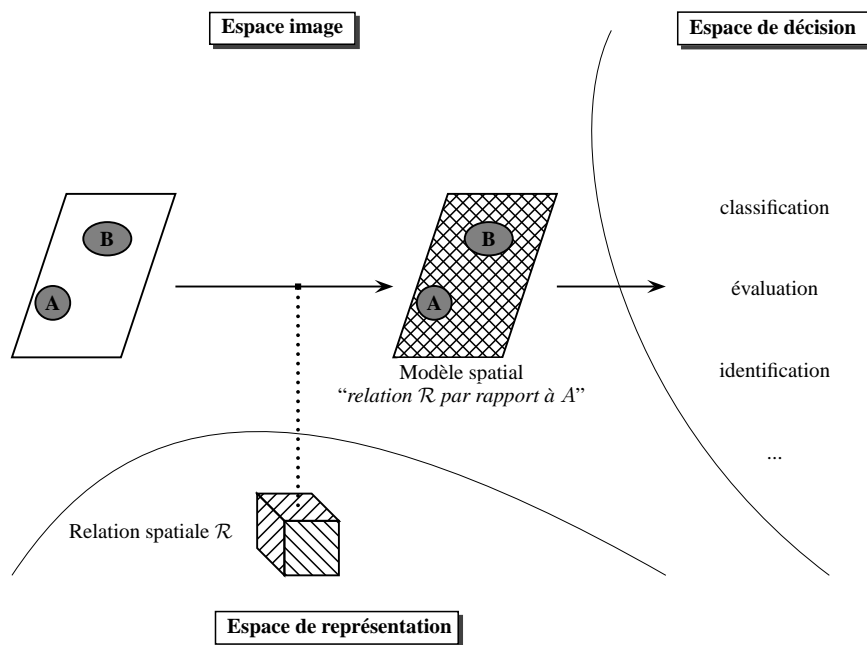 Espace image
Espace de décision
B
A
B
A
classification
évaluation
identification
...
Modèle spatial
“relation R par rapport à A”
Relation spatiale R
Espace de représentation